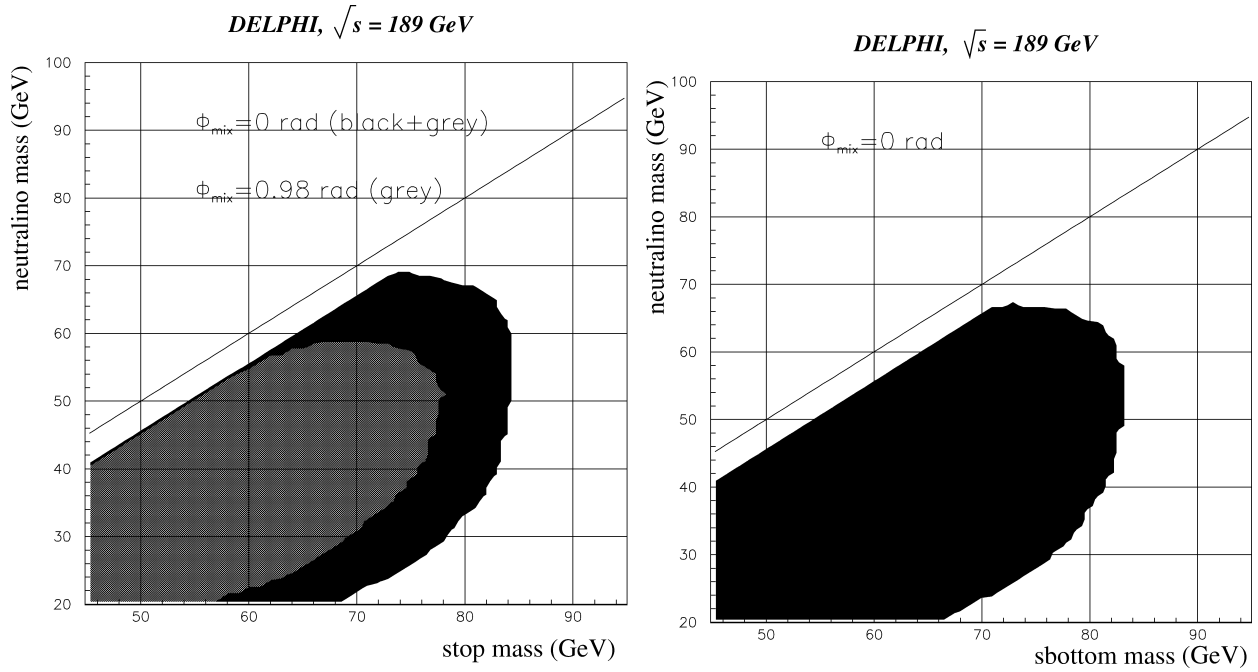 DELPHI, √s = 189 GeV
neutralino mass (GeV)
100
90
80
70
60
50
40
30
20
ϕmix=0 rad (black+grey)
ϕmix=0.98 rad (grey)
50 60 70 80 90
stop mass (GeV)
DELPHI, √s = 189 GeV
neutralino mass (GeV)
100
90
80
70
60
50
40
30
20
ϕmix=0 rad
50 60 70 80 90
sbottom mass (GeV)